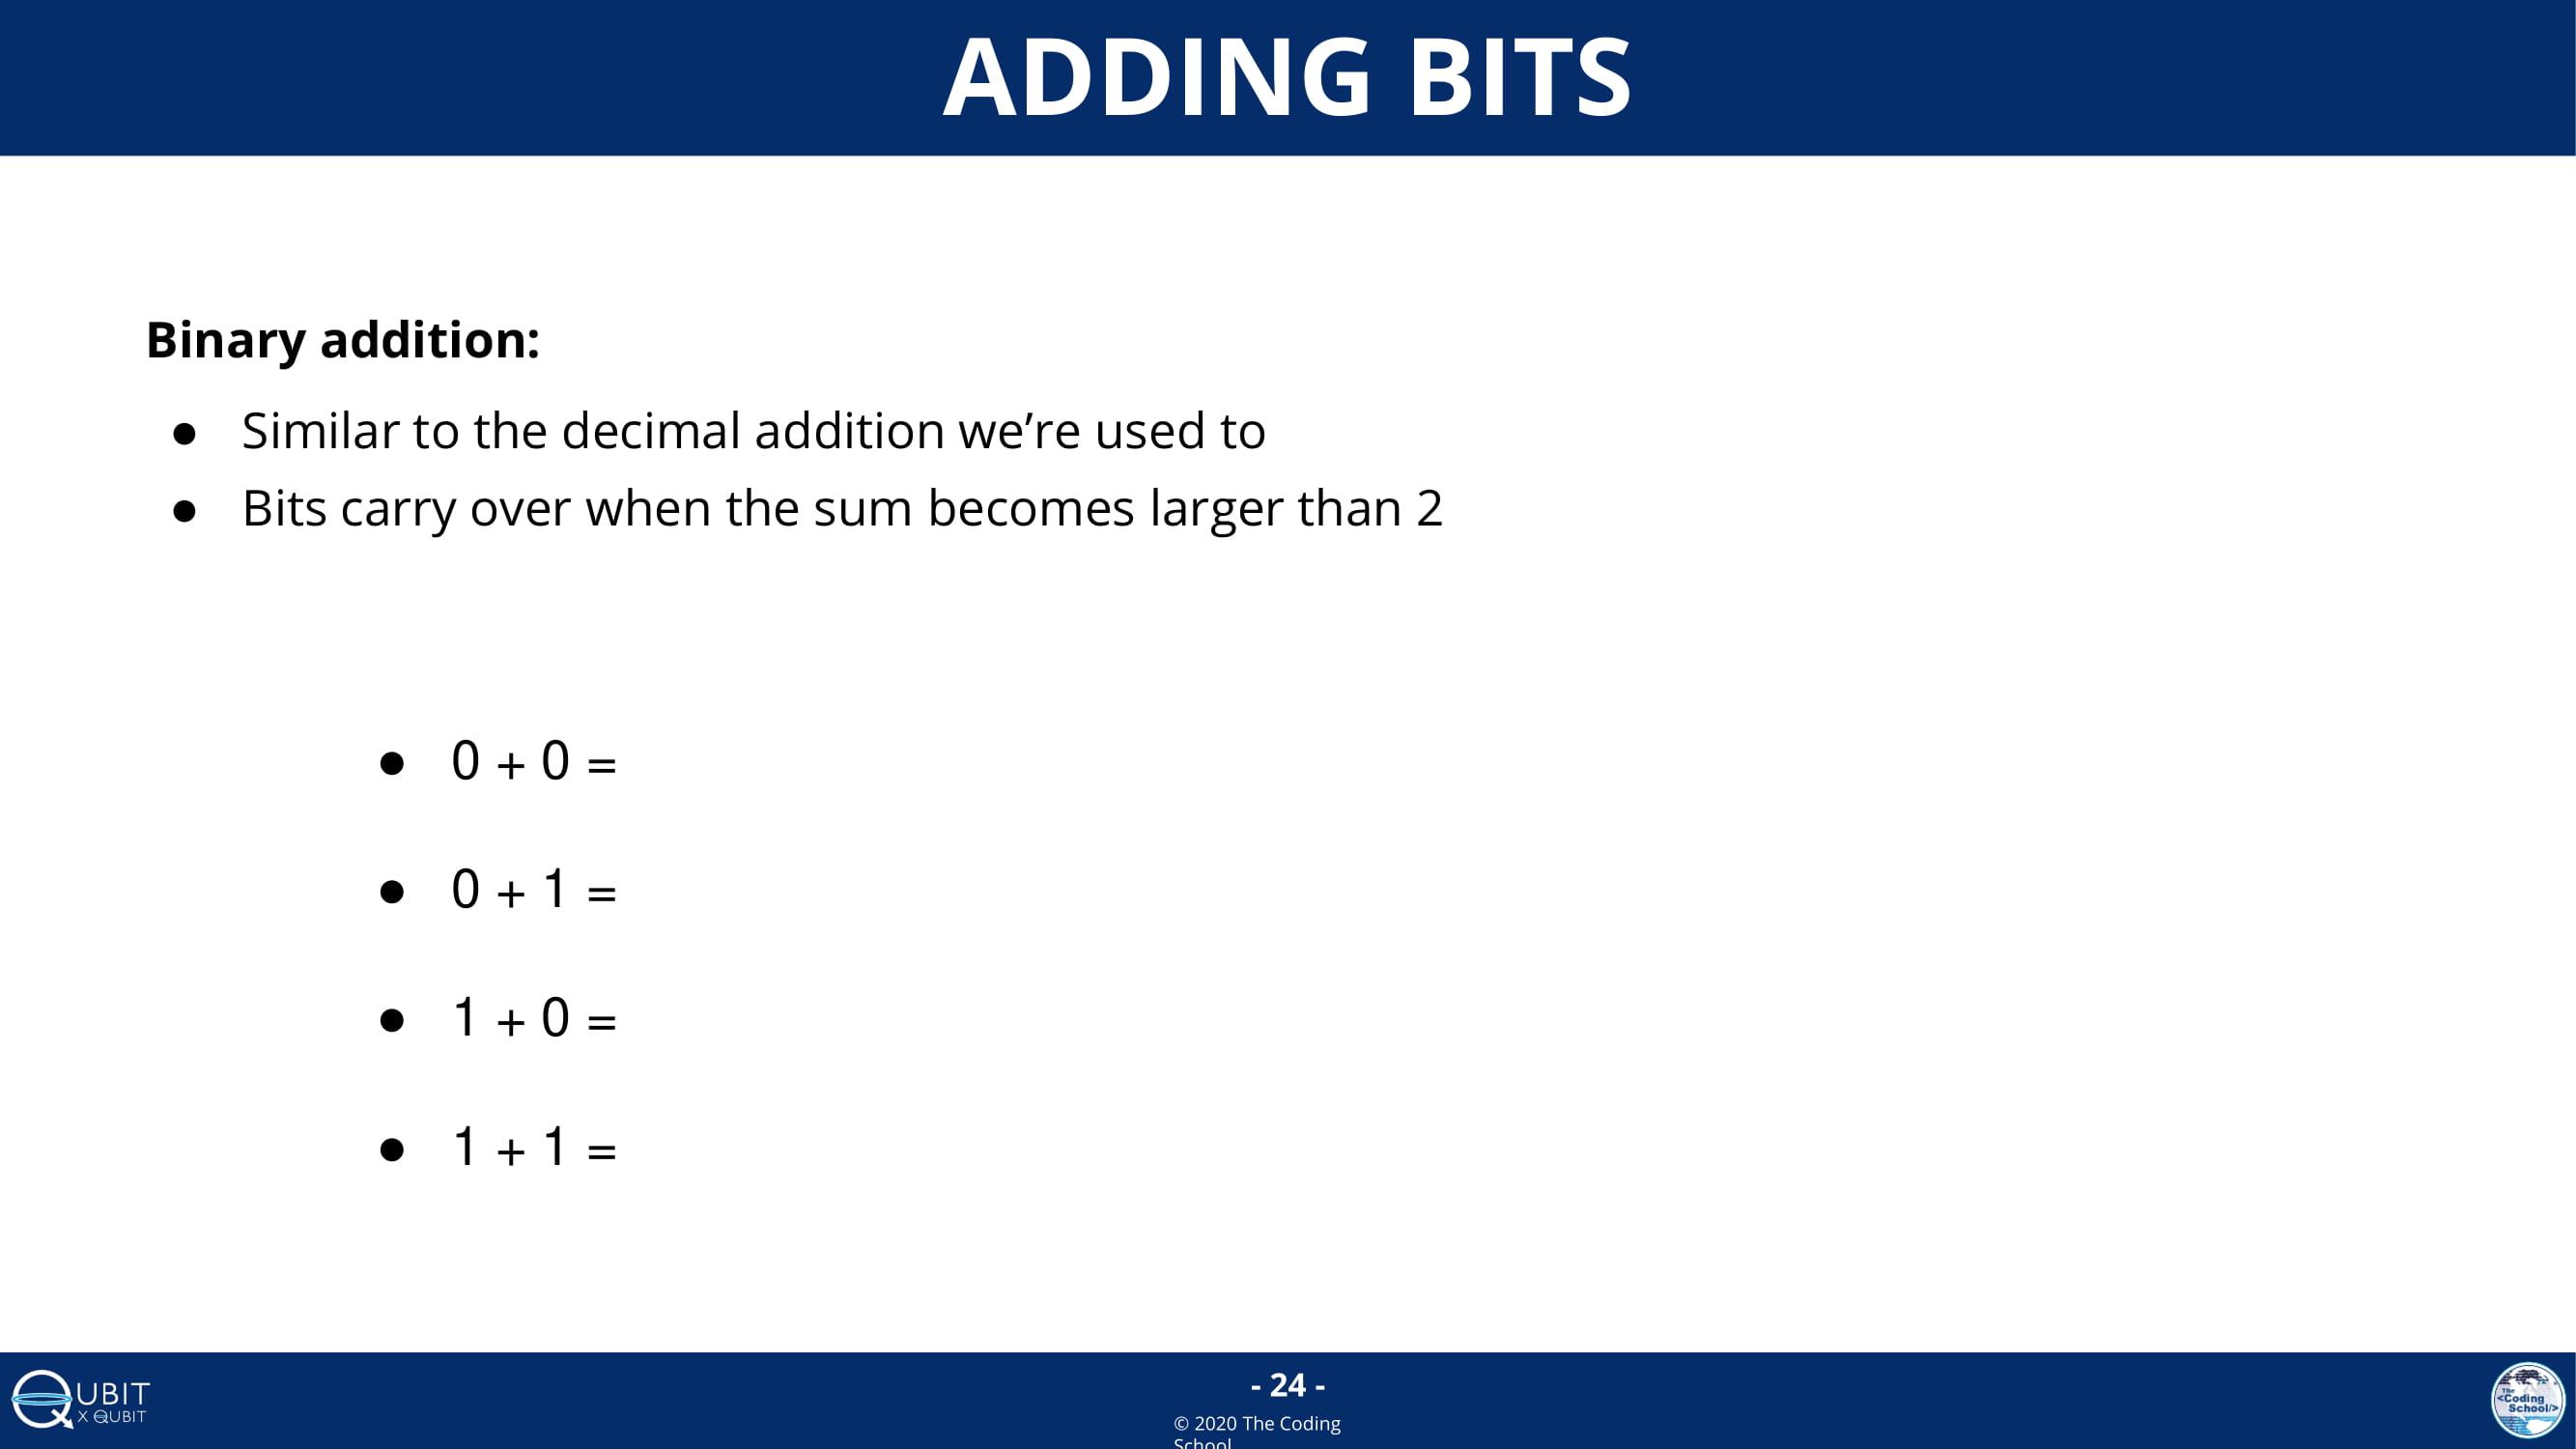 ADDING BITS
Binary addition:
● Similar to the decimal addition we’re used to
● Bits carry over when the sum becomes larger than 2
● 0 + 0 =
● 0 + 1 =
● 1 + 0 =
● 1 + 1 =
QUBIT
X QUBIT
- 24 -
© 2020 The Coding
School
The
<Coding
School/>